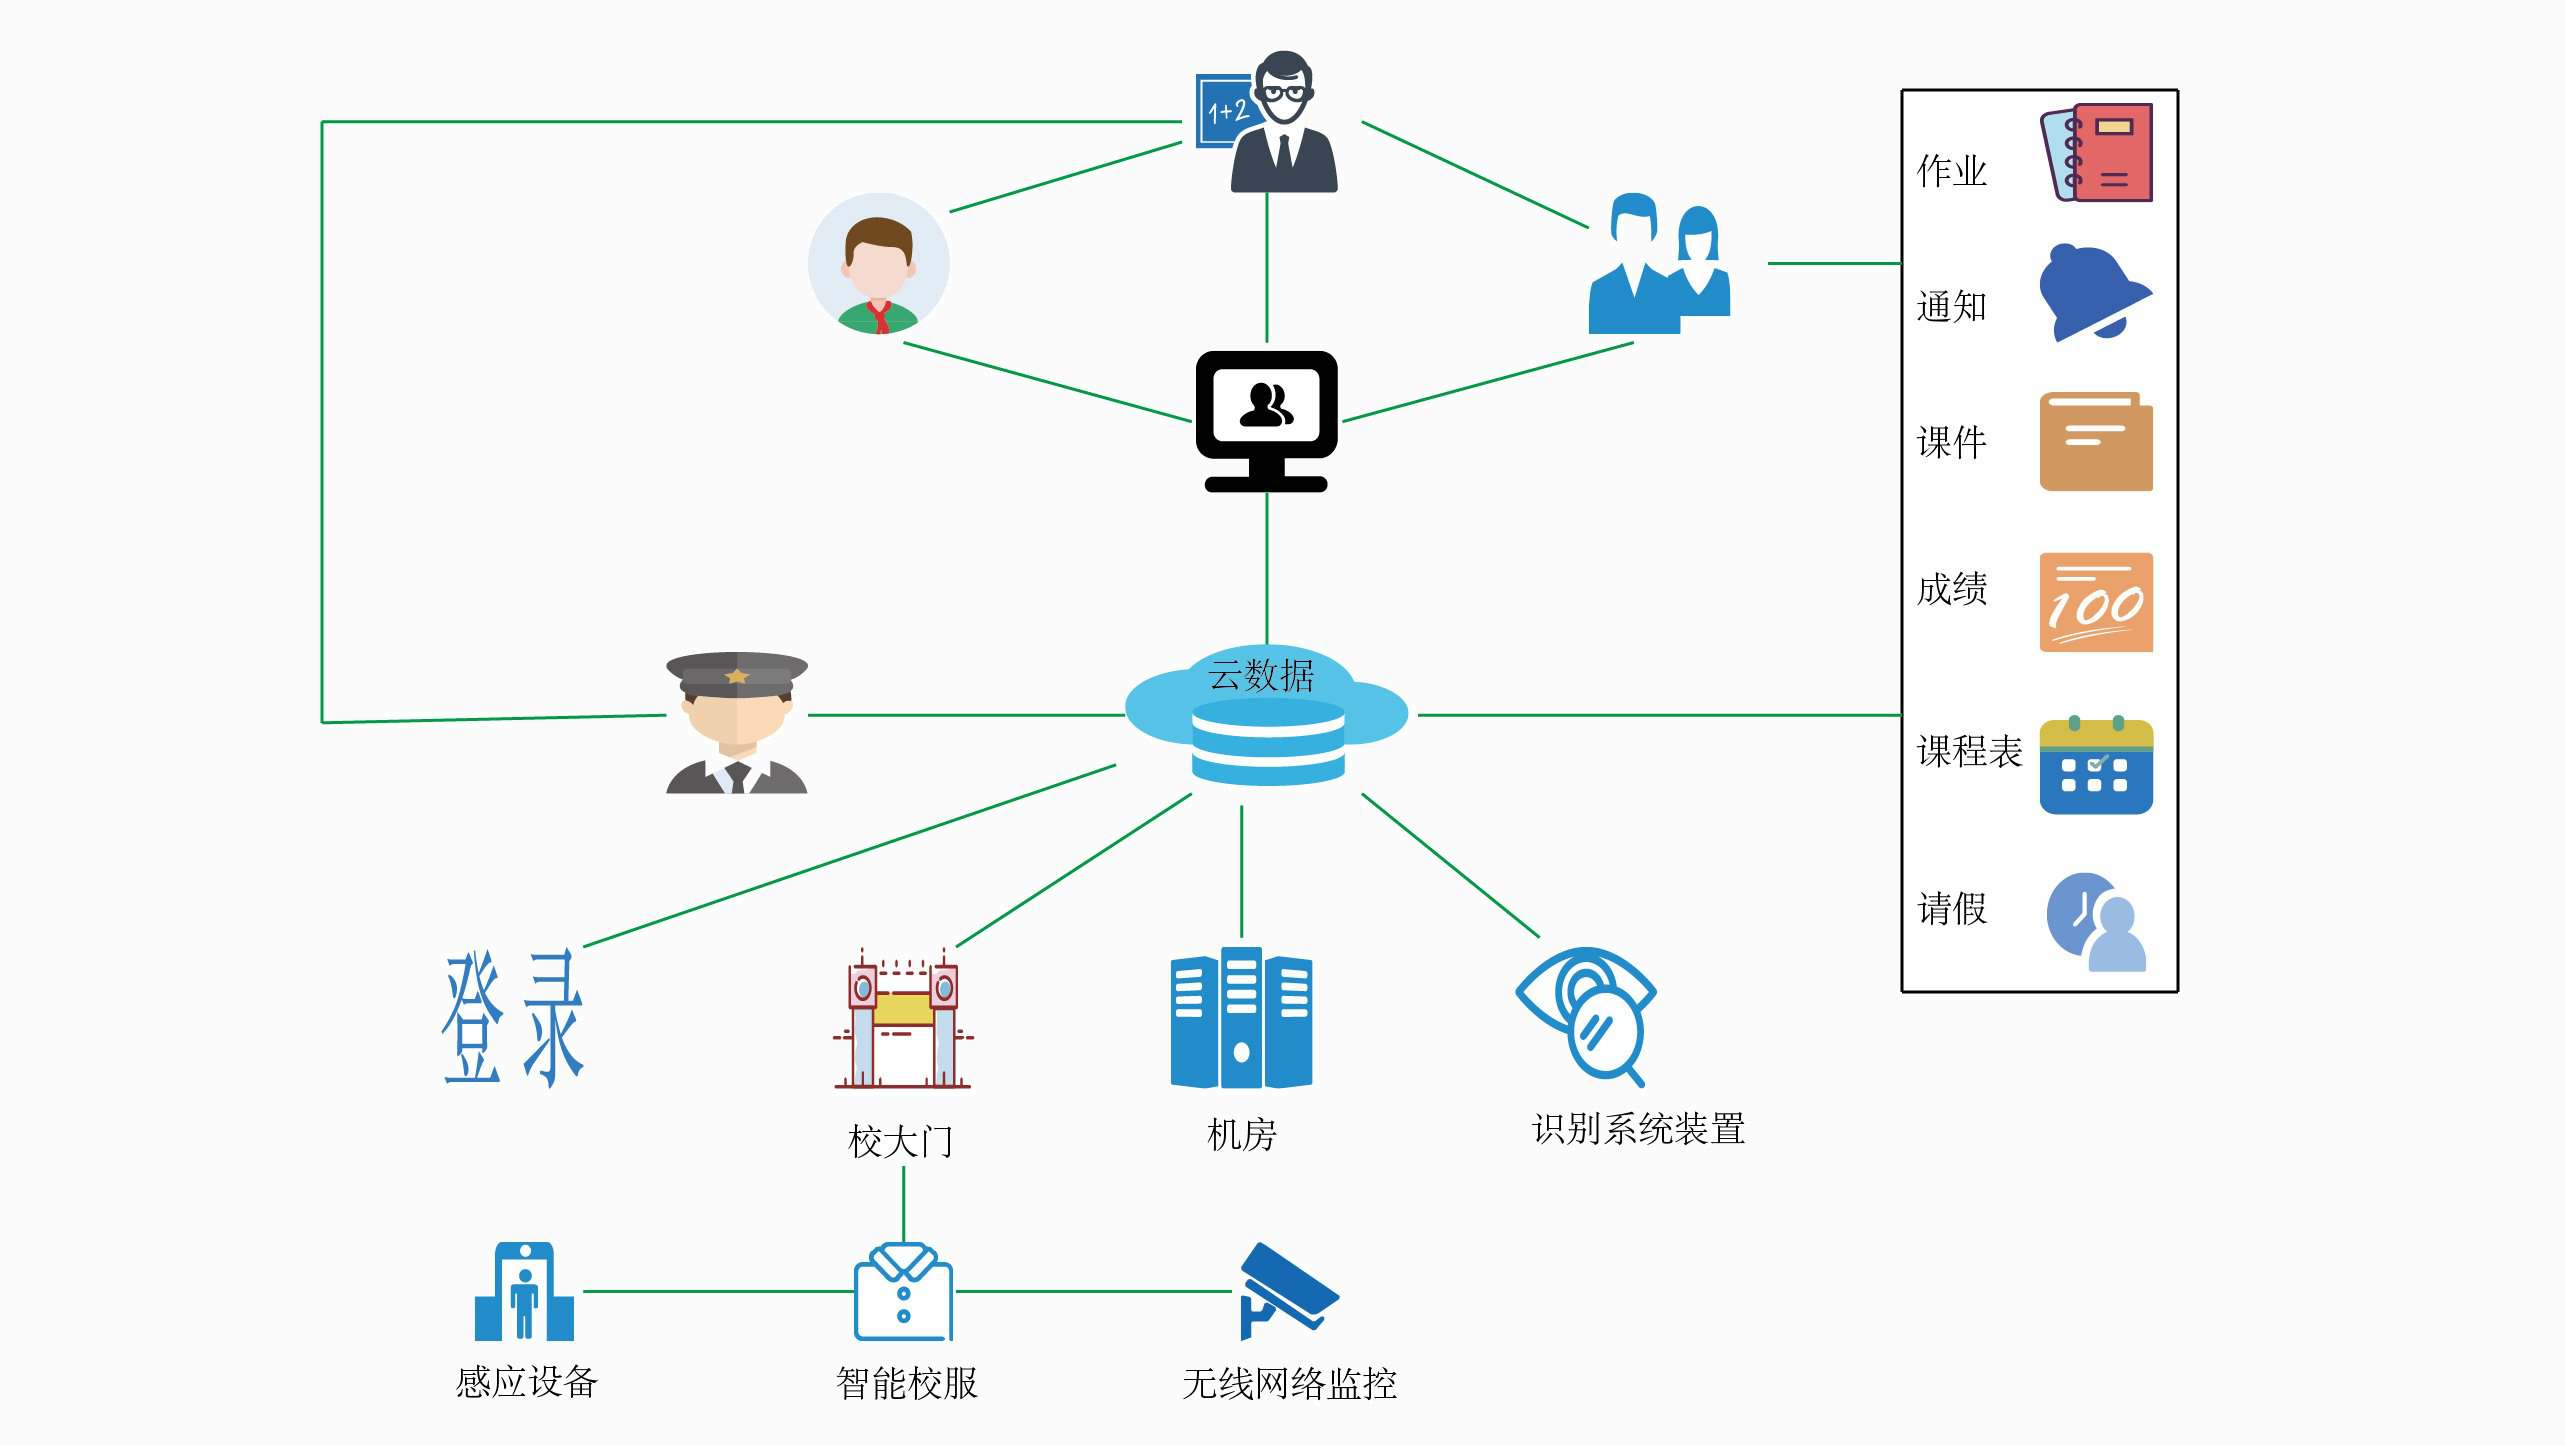 1+2
作业
通知
课件
成绩
100
云数据
课程表
请假
登录
校大门
机房
识别系统装置
感应设备
智能校服
无线网络监控